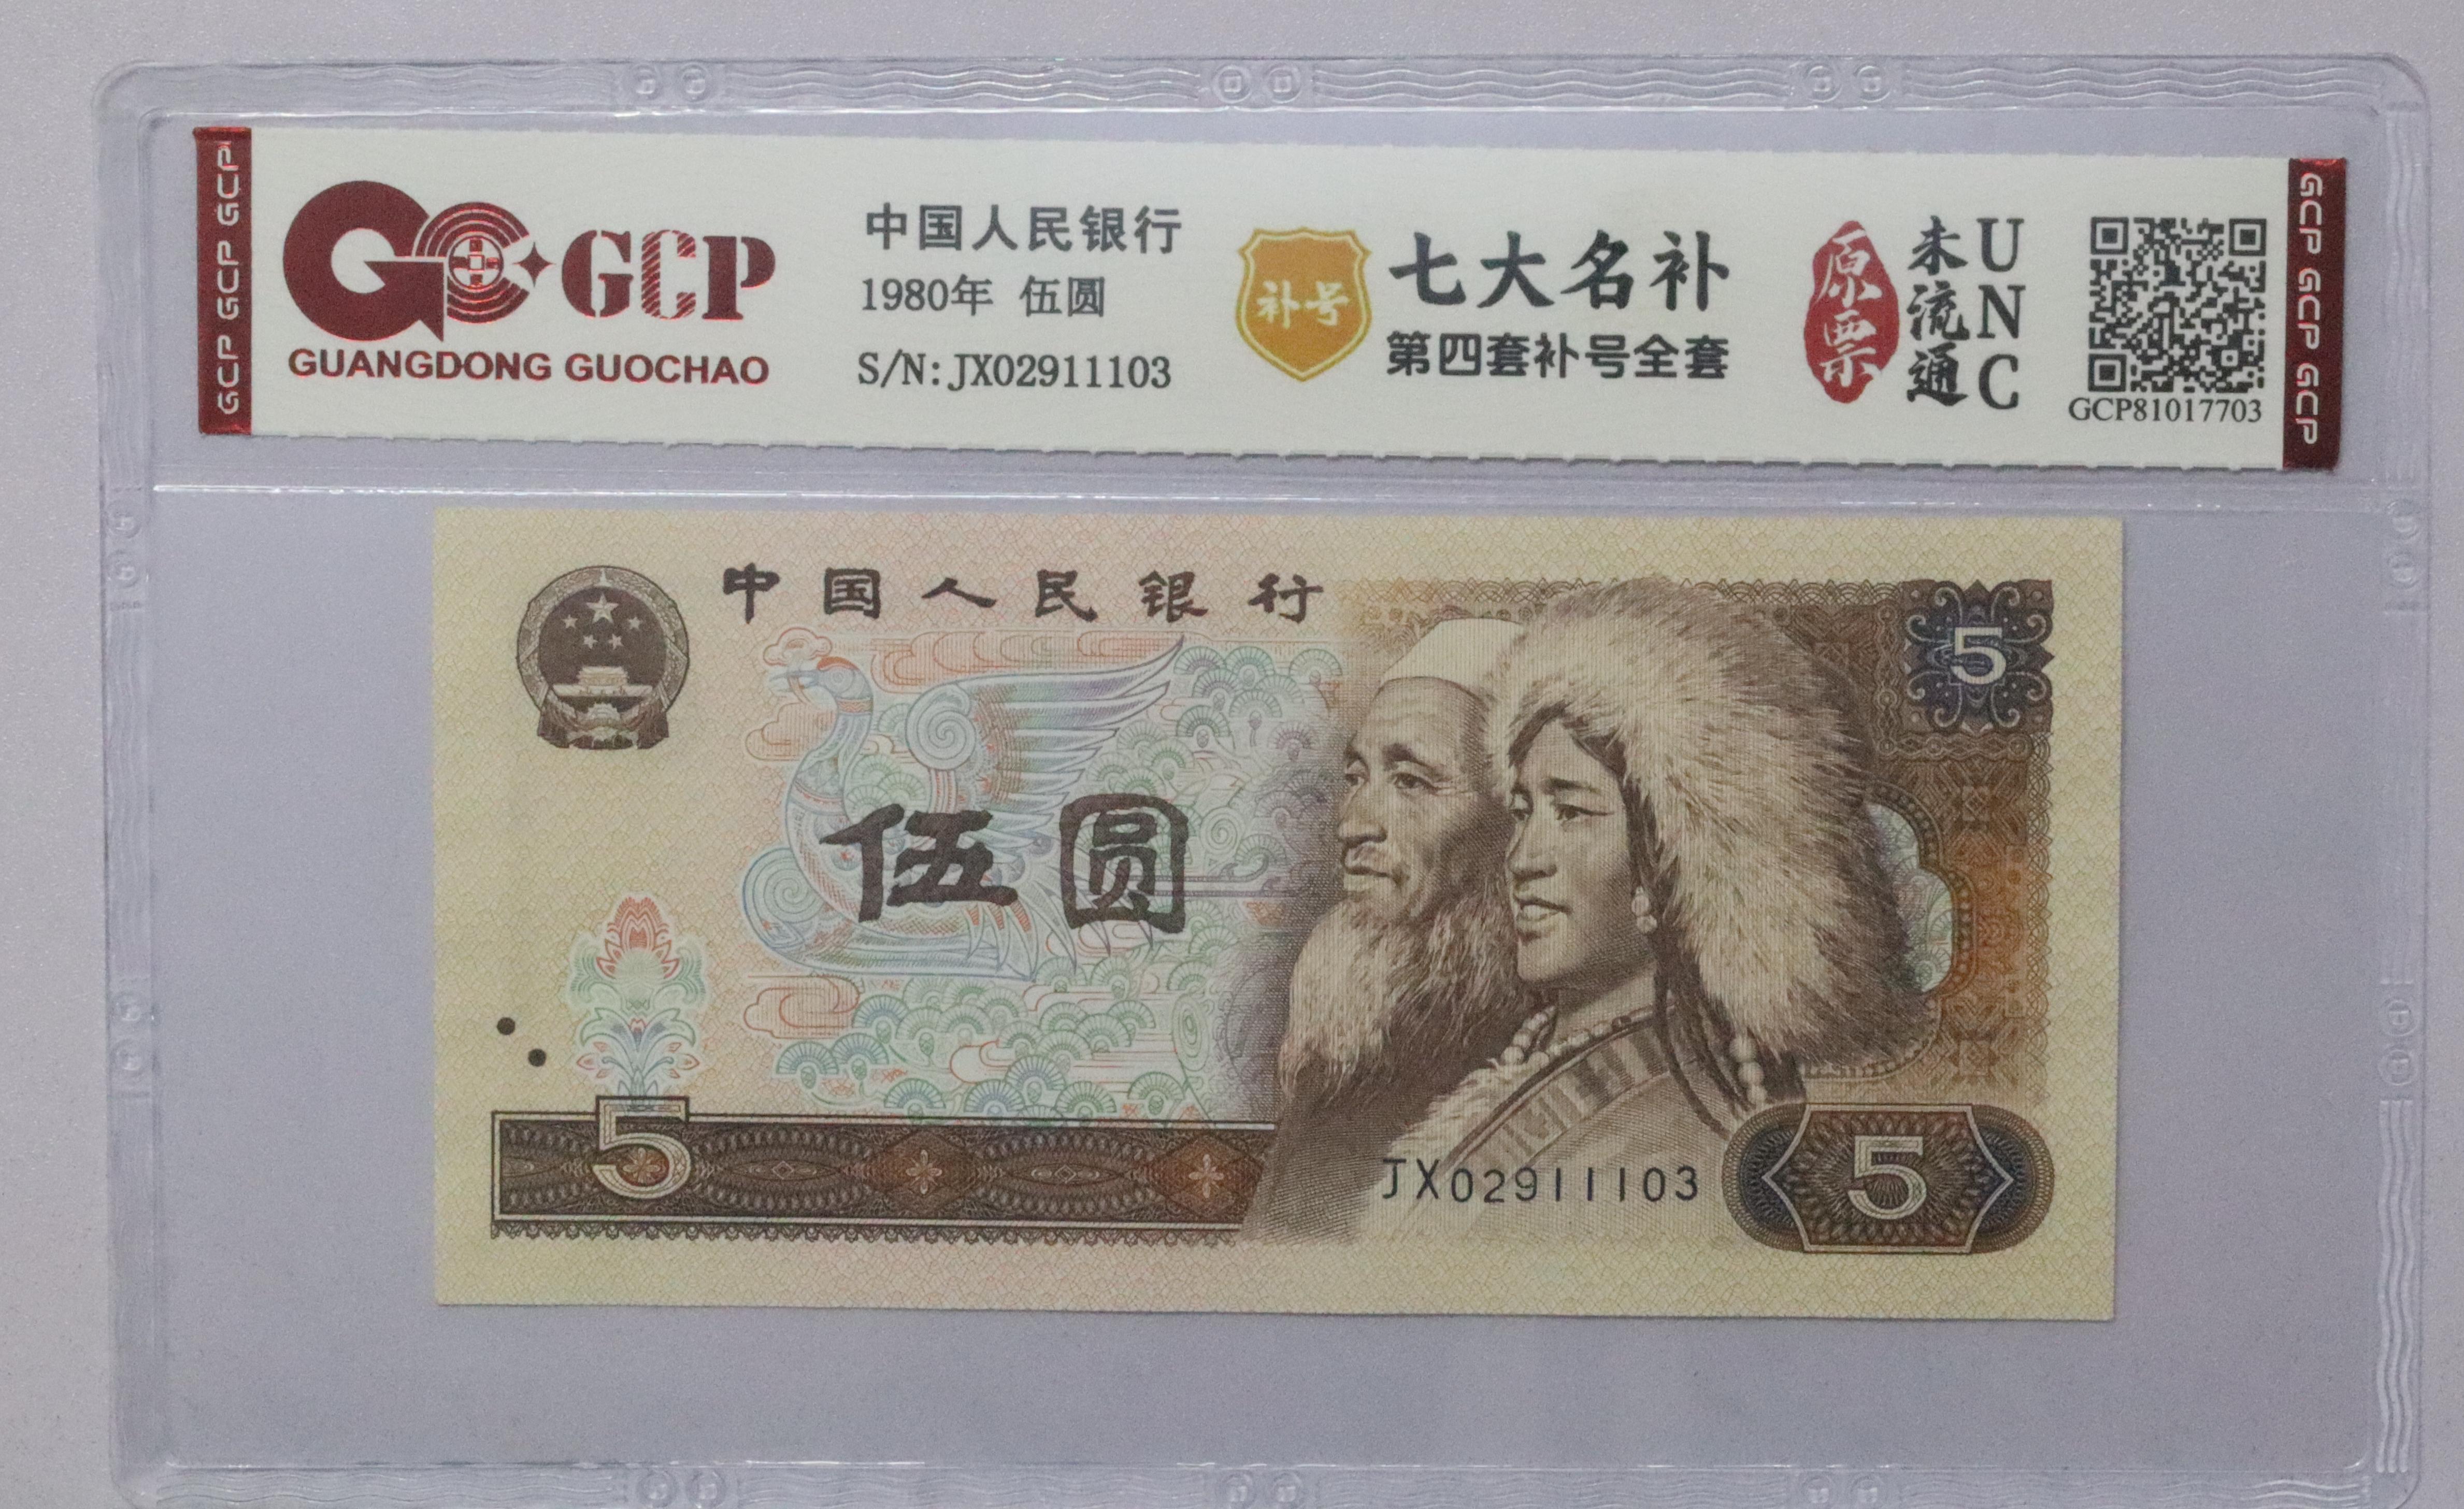 GCP GCP GCP
GCP
GUANGDONG GUOCHAO
中国人民银行
1980年 伍圆
S/N: JX02911103
补号
七大名补
第四套补号全套
原票
未流通
UNC
GCP81017703
GCP GCP GCP
中国人民银行
5
伍圆
5
JX02911103
5